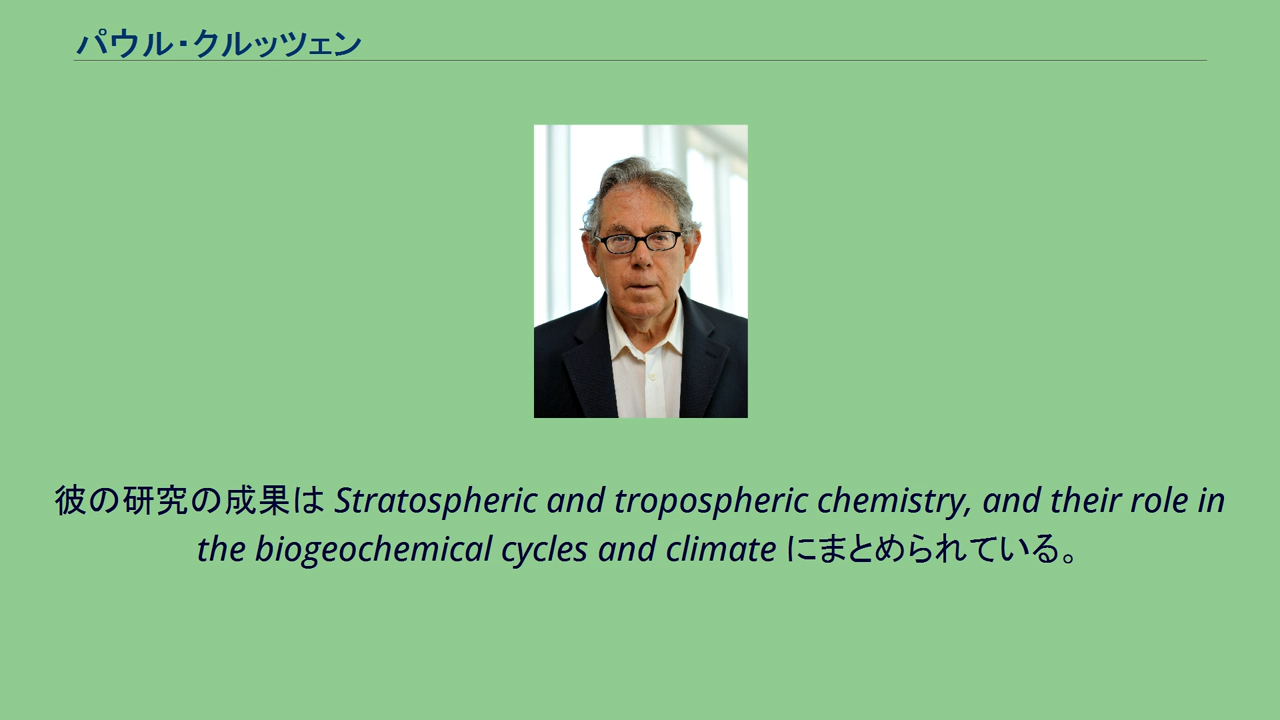 パウル・クルッツェン
彼の研究の成果は Stratospheric and tropospheric chemistry, and their role in
the biogeochemical cycles and climate にまとめられている。